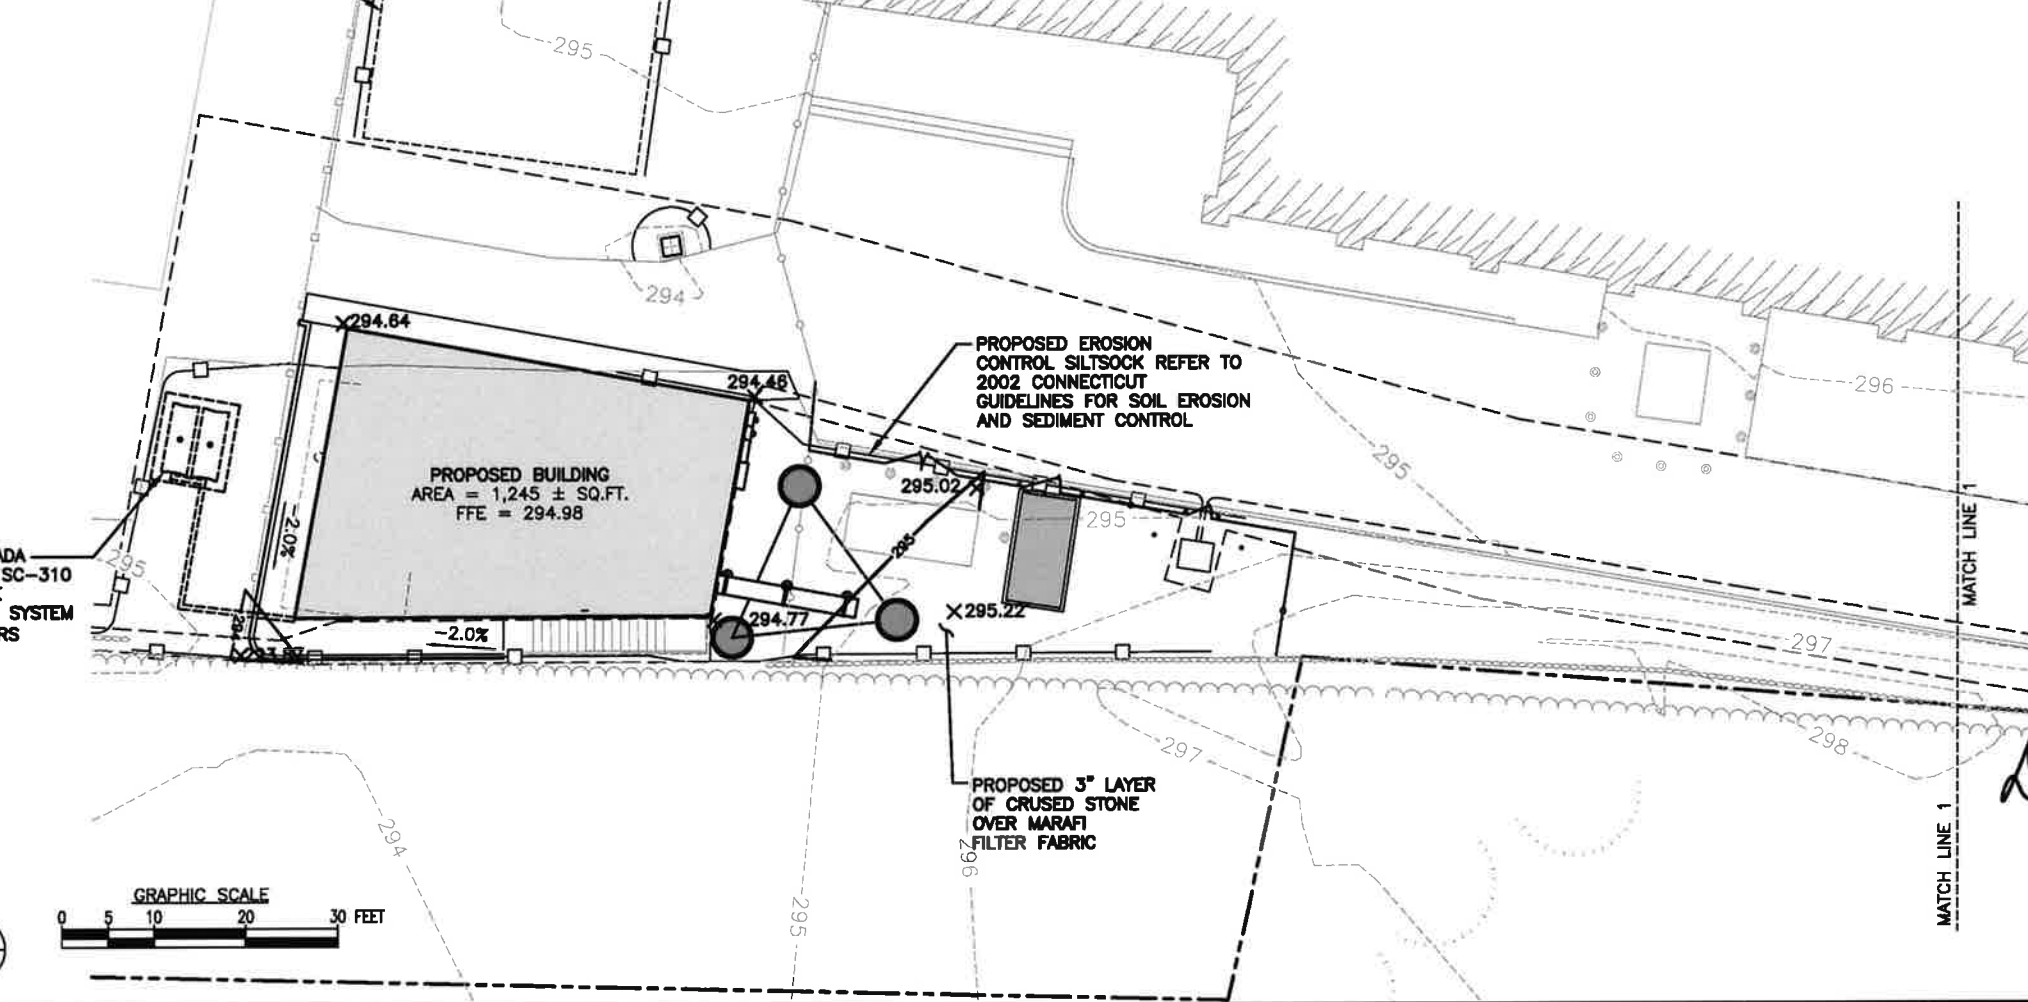 295
294
294.64
PROPOSED EROSION
CONTROL SILTSOCK REFER TO
2002 CONNECTICUT
GUIDELINES FOR SOIL EROSION
AND SEDIMENT CONTROL
294.46
296
295
PROPOSED BUILDING
AREA = 1,245 ± SQ.FT.
FFE = 294.98
295.02
295
295
-2.0%
ADA
SC-310
SYSTEM
RS
295
294.77
295.22
-2.0%
MATCH LINE 1
297
297
298
PROPOSED 3" LAYER
OF CRUSED STONE
OVER MARAFI
FILTER FABRIC
294
295
296
MATCH LINE 1
GRAPHIC SCALE
0 5 10 20 30 FEET